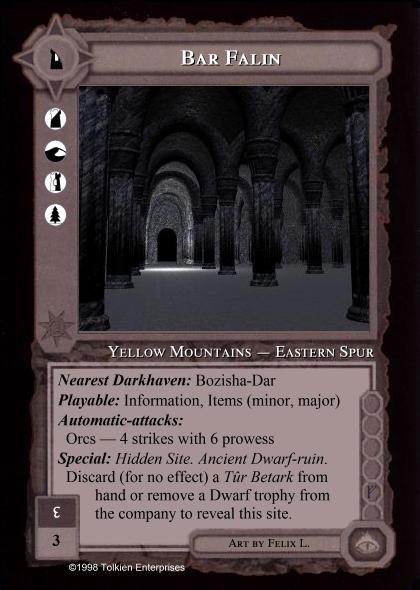 BAR FALIN
YELLOW MOUNTAINS — EASTERN SPUR
Nearest Darkhaven: Bozisha-Dar
Playable: Information, Items (minor, major)
Automatic-attacks:
Orcs — 4 strikes with 6 prowess
Special: Hidden Site. Ancient Dwarf-ruin.
Discard (for no effect) a Tûr Betark from
hand or remove a Dwarf trophy from
the company to reveal this site.
3
ART BY FELIX L.
©1998 Tolkien Enterprises